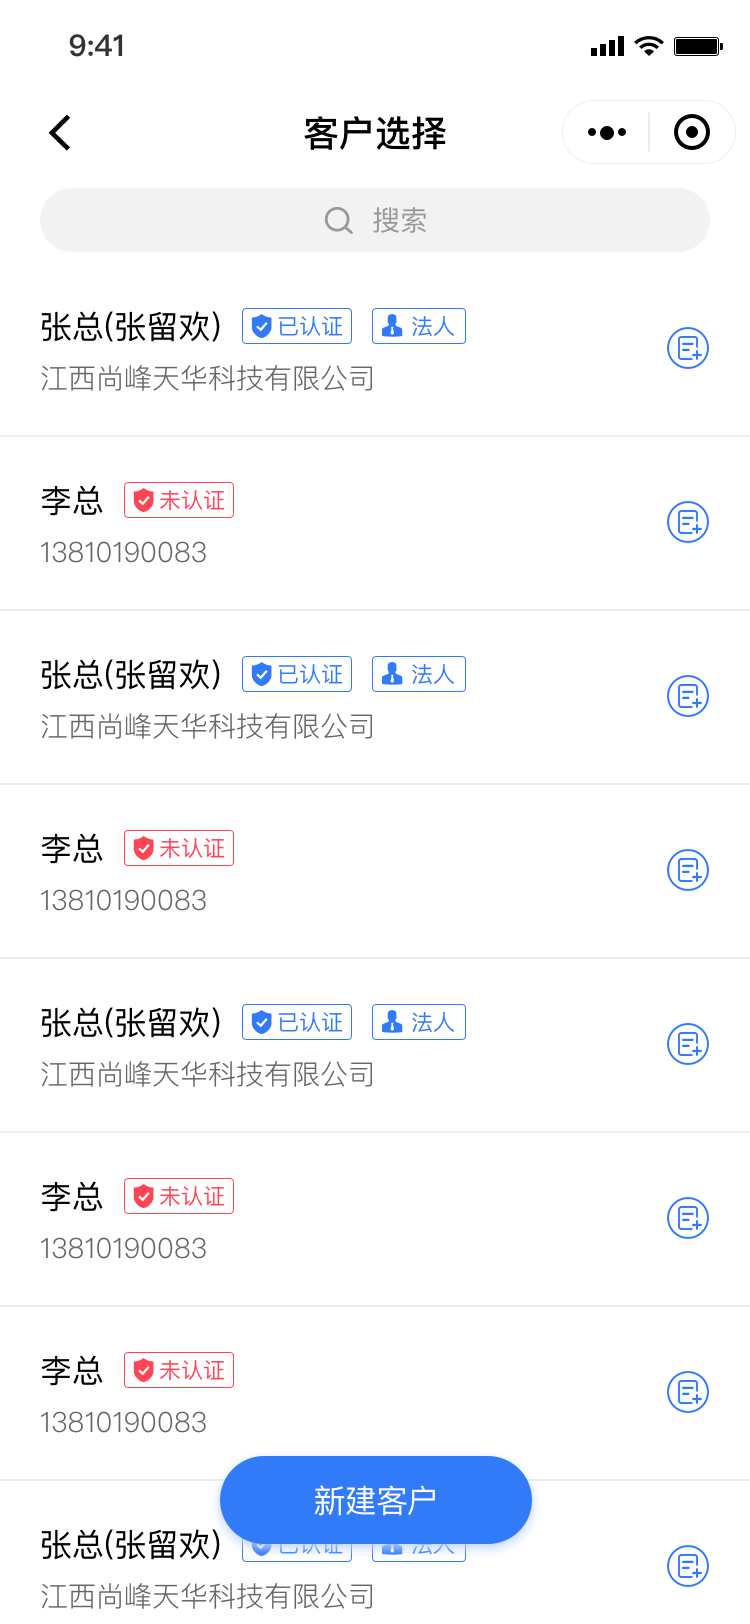 9:41
客户选择
搜索
张总(张留欢) 已认证 法人
江西尚峰天华科技有限公司
李总 未认证
13810190083
张总(张留欢) 已认证 法人
江西尚峰天华科技有限公司
李总 未认证
13810190083
张总(张留欢) 已认证 法人
江西尚峰天华科技有限公司
李总 未认证
13810190083
李总 未认证
13810190083
新建客户
张总(张留欢) 已认证 法人
江西尚峰天华科技有限公司